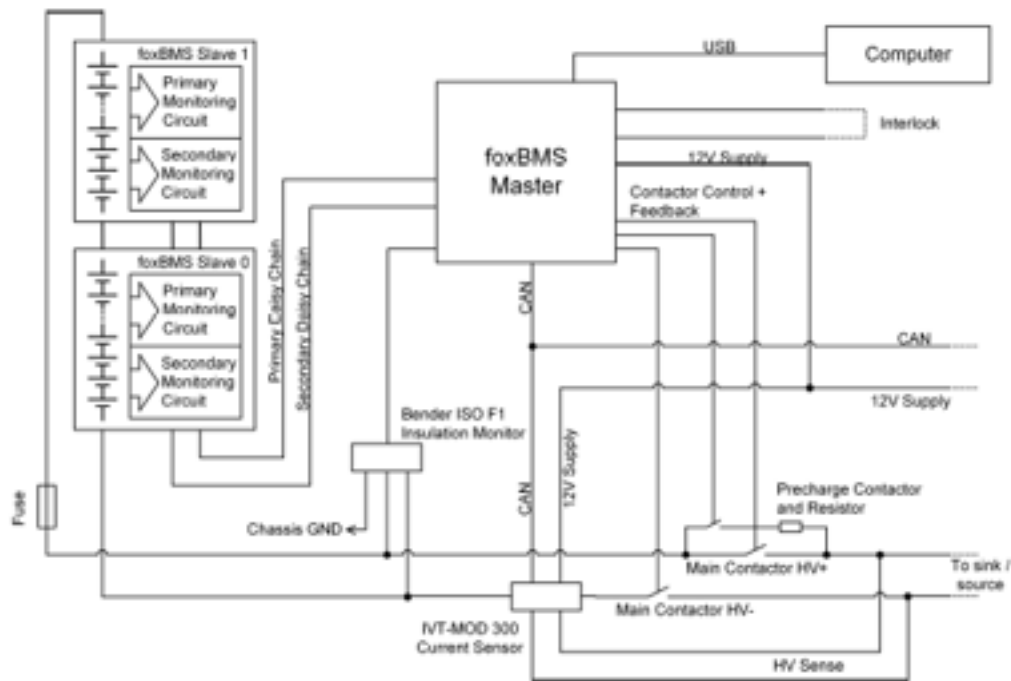 foxBMS Slave 1
Primary
Monitoring
Circuit
Secondary
Monitoring
Circuit
foxBMS Slave 0
Primary
Monitoring
Circuit
Secondary
Monitoring
Circuit
Fuse
Primary Daisy Chain
Secondary Daisy Chain
foxBMS
Master
USB
Computer
Interlock
12V Supply
Contactor Control +
Feedback
CAN
CAN
12V Supply
Bender ISO F1
Insulation Monitor
Chassis GND
CAN
12V Supply
Precharge Contactor
and Resistor
Main Contactor HV+
To sink /
source
Main Contactor HV-
IVT-MOD 300
Current Sensor
HV Sense